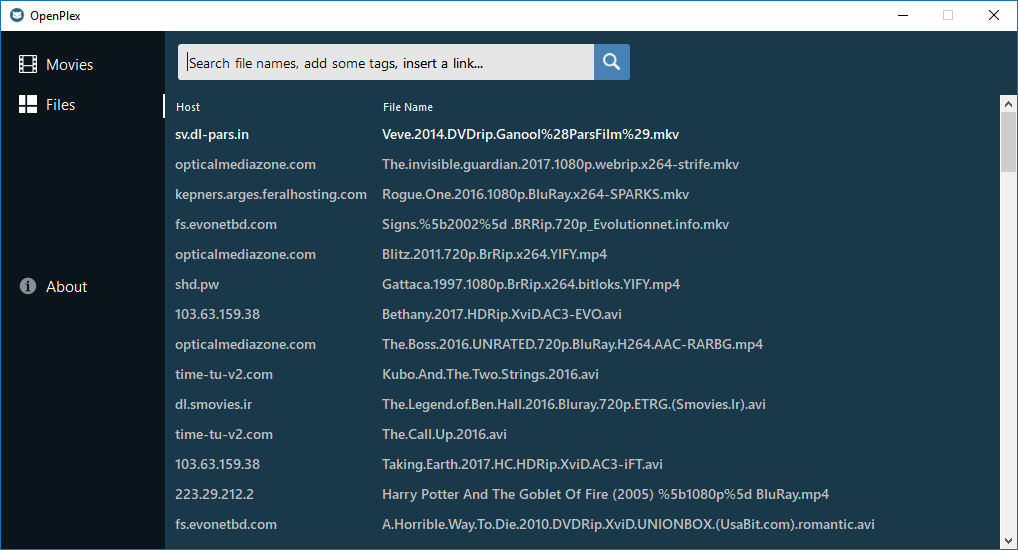 OpenPlex
Movies
Files
About
Search file names, add some tags, insert a link...
Host File Name
sv.dl-pars.in Veve.2014.DVDrip.Ganool%28ParsFilm%29.mkv
opticalmediazone.com The.invisible.guardian.2017.1080p.webrip.x264-strife.mkv
kepners.arges.feralhosting.com Rogue.One.2016.1080p.BluRay.x264-SPARKS.mkv
fs.evonetbd.com Signs.%5b2002%5d .BRRip.720p_Evolutionnet.info.mkv
opticalmediazone.com Blitz.2011.720p.BrRip.x264.YIFY.mp4
shd.pw Gattaca.1997.1080p.BrRip.x264.bitloks.YIFY.mp4
103.63.159.38 Bethany.2017.HDRip.XviD.AC3-EVO.avi
opticalmediazone.com The.Boss.2016.UNRATED.720p.BluRay.H264.AAC-RARBG.mp4
time-tu-v2.com Kubo.And.The.Two.Strings.2016.avi
dl.smovies.ir The.Legend.of.Ben.Hall.2016.Bluray.720p.ETRG.(Smovies.Ir).avi
time-tu-v2.com The.Call.Up.2016.avi
103.63.159.38 Taking.Earth.2017.HC.HDRip.XviD.AC3-iFT.avi
223.29.212.2 Harry Potter And The Goblet Of Fire (2005) %5b1080p%5d BluRay.mp4
fs.evonetbd.com A.Horrible.Way.To.Die.2010.DVDRip.XviD.UNIONBOX.(UsaBit.com).romantic.avi